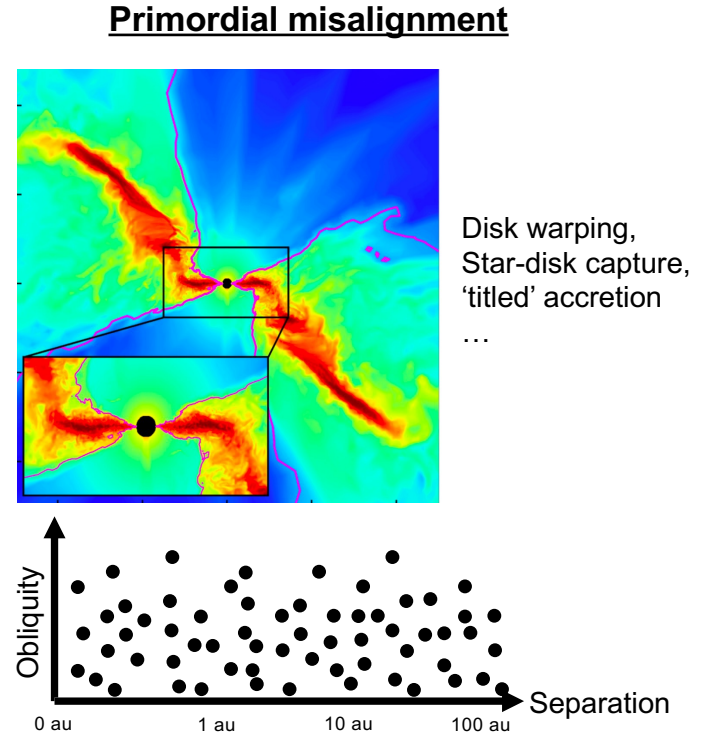 Primordial misalignment
Disk warping,
Star-disk capture,
‘titled’ accretion
…
Obliquity
Separation
0 au
1 au
10 au
100 au